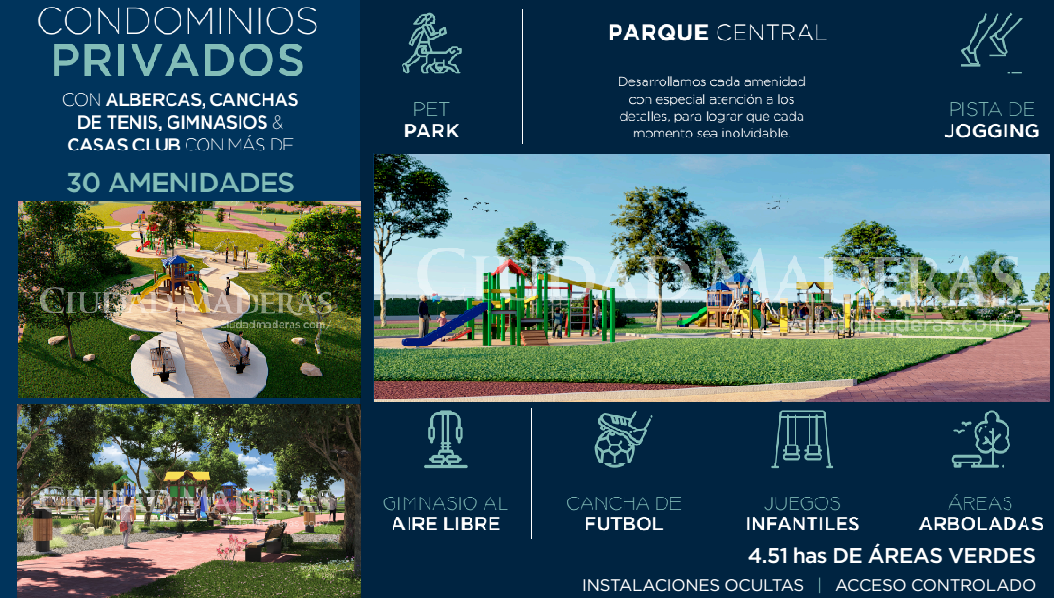 CONDOMINIOS
PRIVADOS
CON ALBERCAS, CANCHAS
DE TENIS, GIMNASIOS &
CASAS CLUB CON MÁS DE
30 AMENIDADES
CIUDAD MADERAS
ciudadmaderas.com/
CIUDAD MADERAS
PET
PARK
PARQUE CENTRAL
Desarrollamos cada amenidad
con especial atención a los
detalles, para lograr que cada
momento sea inolvidable.
PISTA DE
JOGGING
CIUDAD MADERAS
ciudadmaderas.com/
GIMNASIO AL
AIRE LIBRE
CANCHA DE
FUTBOL
JUEGOS
INFANTILES
ÁREAS
ARBOLADAS
4.51 has DE ÁREAS VERDES
INSTALACIONES OCULTAS | ACCESO CONTROLADO